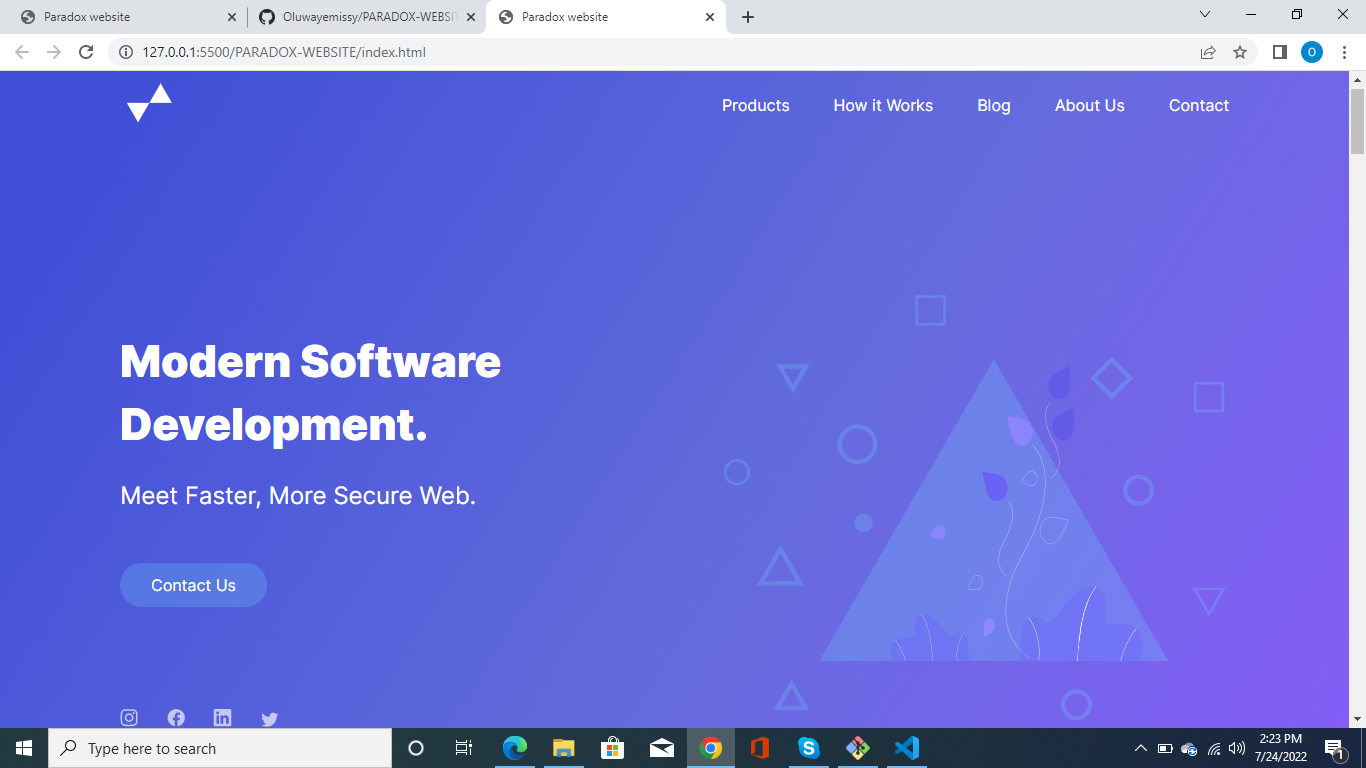 Paradox website
Oluwayemissy/PARADOX-WEBSIT
Paradox website
127.0.0.1:5500/PARADOX-WEBSITE/index.html
O
Products How it Works Blog About Us Contact
Modern Software
Development.
Meet Faster, More Secure Web.
Contact Us
Type here to search
2:23 PM
7/24/2022
1